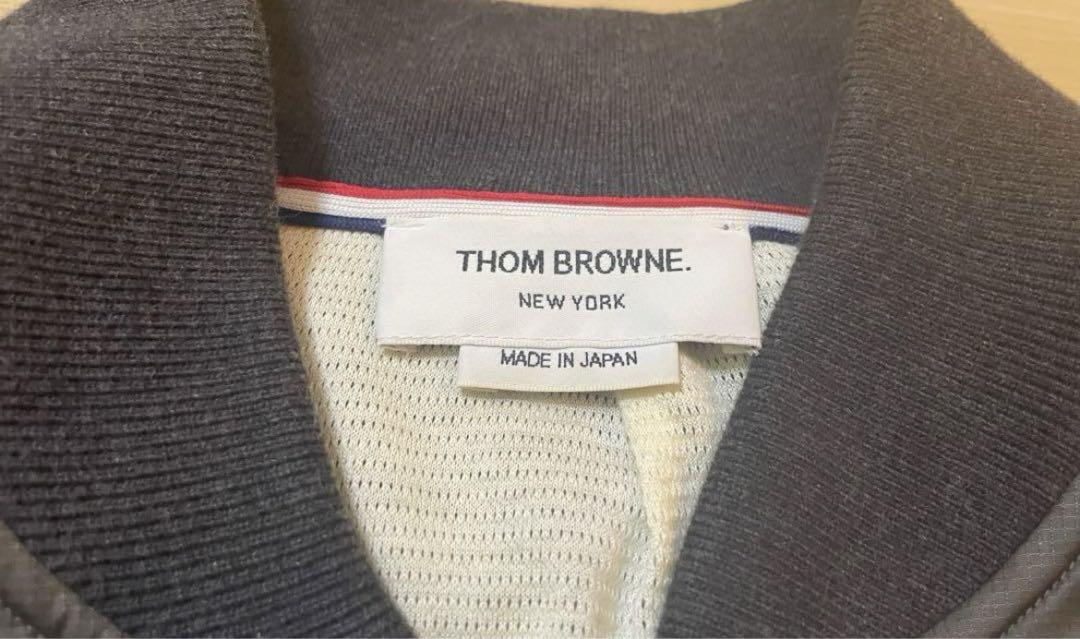 THOM BROWNE.
NEW YORK
MADE IN JAPAN